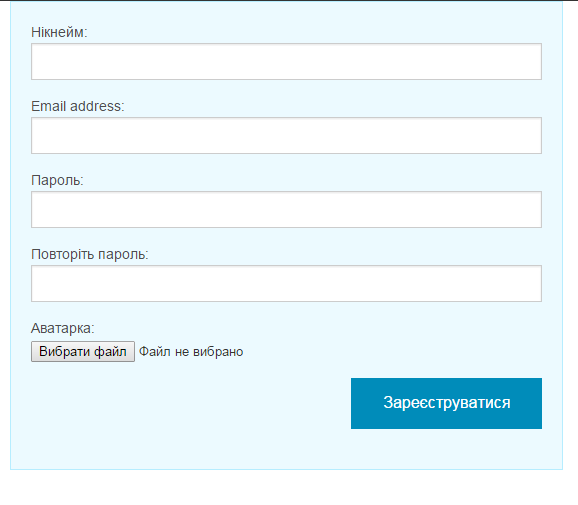 Нікнейм:
Email address:
Пароль:
Повторіть пароль:
Аватарка:
Вибрати файл Файл не вибрано
Зареєструватися